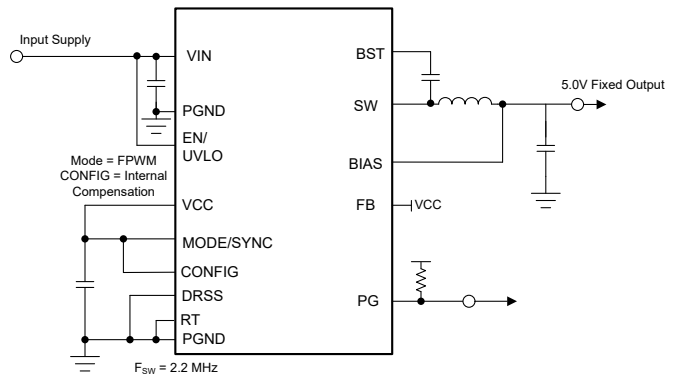 Input Supply
VIN
PGND
EN/
UVLO
Mode = FPWM
CONFIG = Internal
Compensation
VCC
MODE/SYNC
CONFIG
DRSS
RT
PGND
F_SW = 2.2 MHz
BST
SW
5.0V Fixed Output
BIAS
FB
VCC
PG